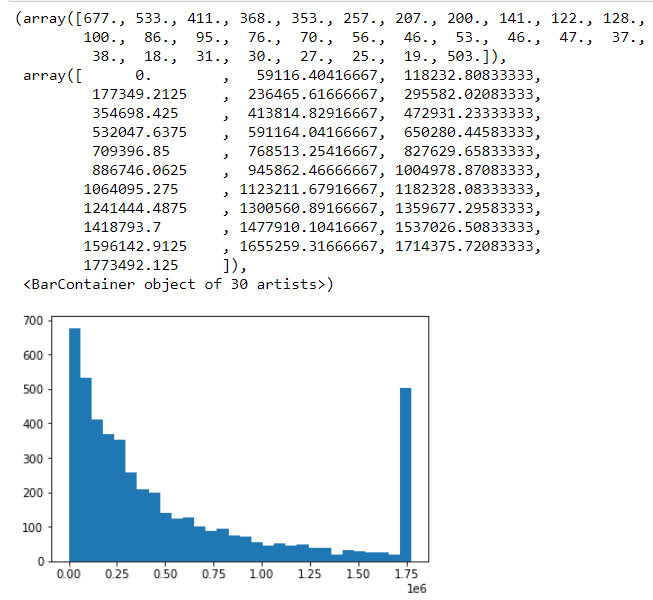 (array([677., 533., 411., 368., 353., 257., 207., 200., 141., 122., 128.,
100., 86., 95., 76., 70., 56., 46., 53., 46., 47., 37.,
38., 18., 31., 30., 27., 25., 19., 503.]),
array([ 0. , 59116.40416667, 118232.80833333,
177349.2125 , 236465.61666667, 295582.02083333,
354698.425 , 413814.82916667, 472931.23333333,
532047.6375 , 591164.04166667, 650280.44583333,
709396.85 , 768513.25416667, 827629.65833333,
886746.0625 , 945862.46666667, 1004978.87083333,
1064095.275 , 1123211.67916667, 1182328.08333333,
1241444.4875 , 1300560.89166667, 1359677.29583333,
1418793.7 , 1477910.10416667, 1537026.50833333,
1596142.9125 , 1655259.31666667, 1714375.72083333,
1773492.125 ]),
<BarContainer object of 30 artists>)
700
600
500
400
300
200
100
0
0.00 0.25 0.50 0.75 1.00 1.25 1.50 1.75
1e6